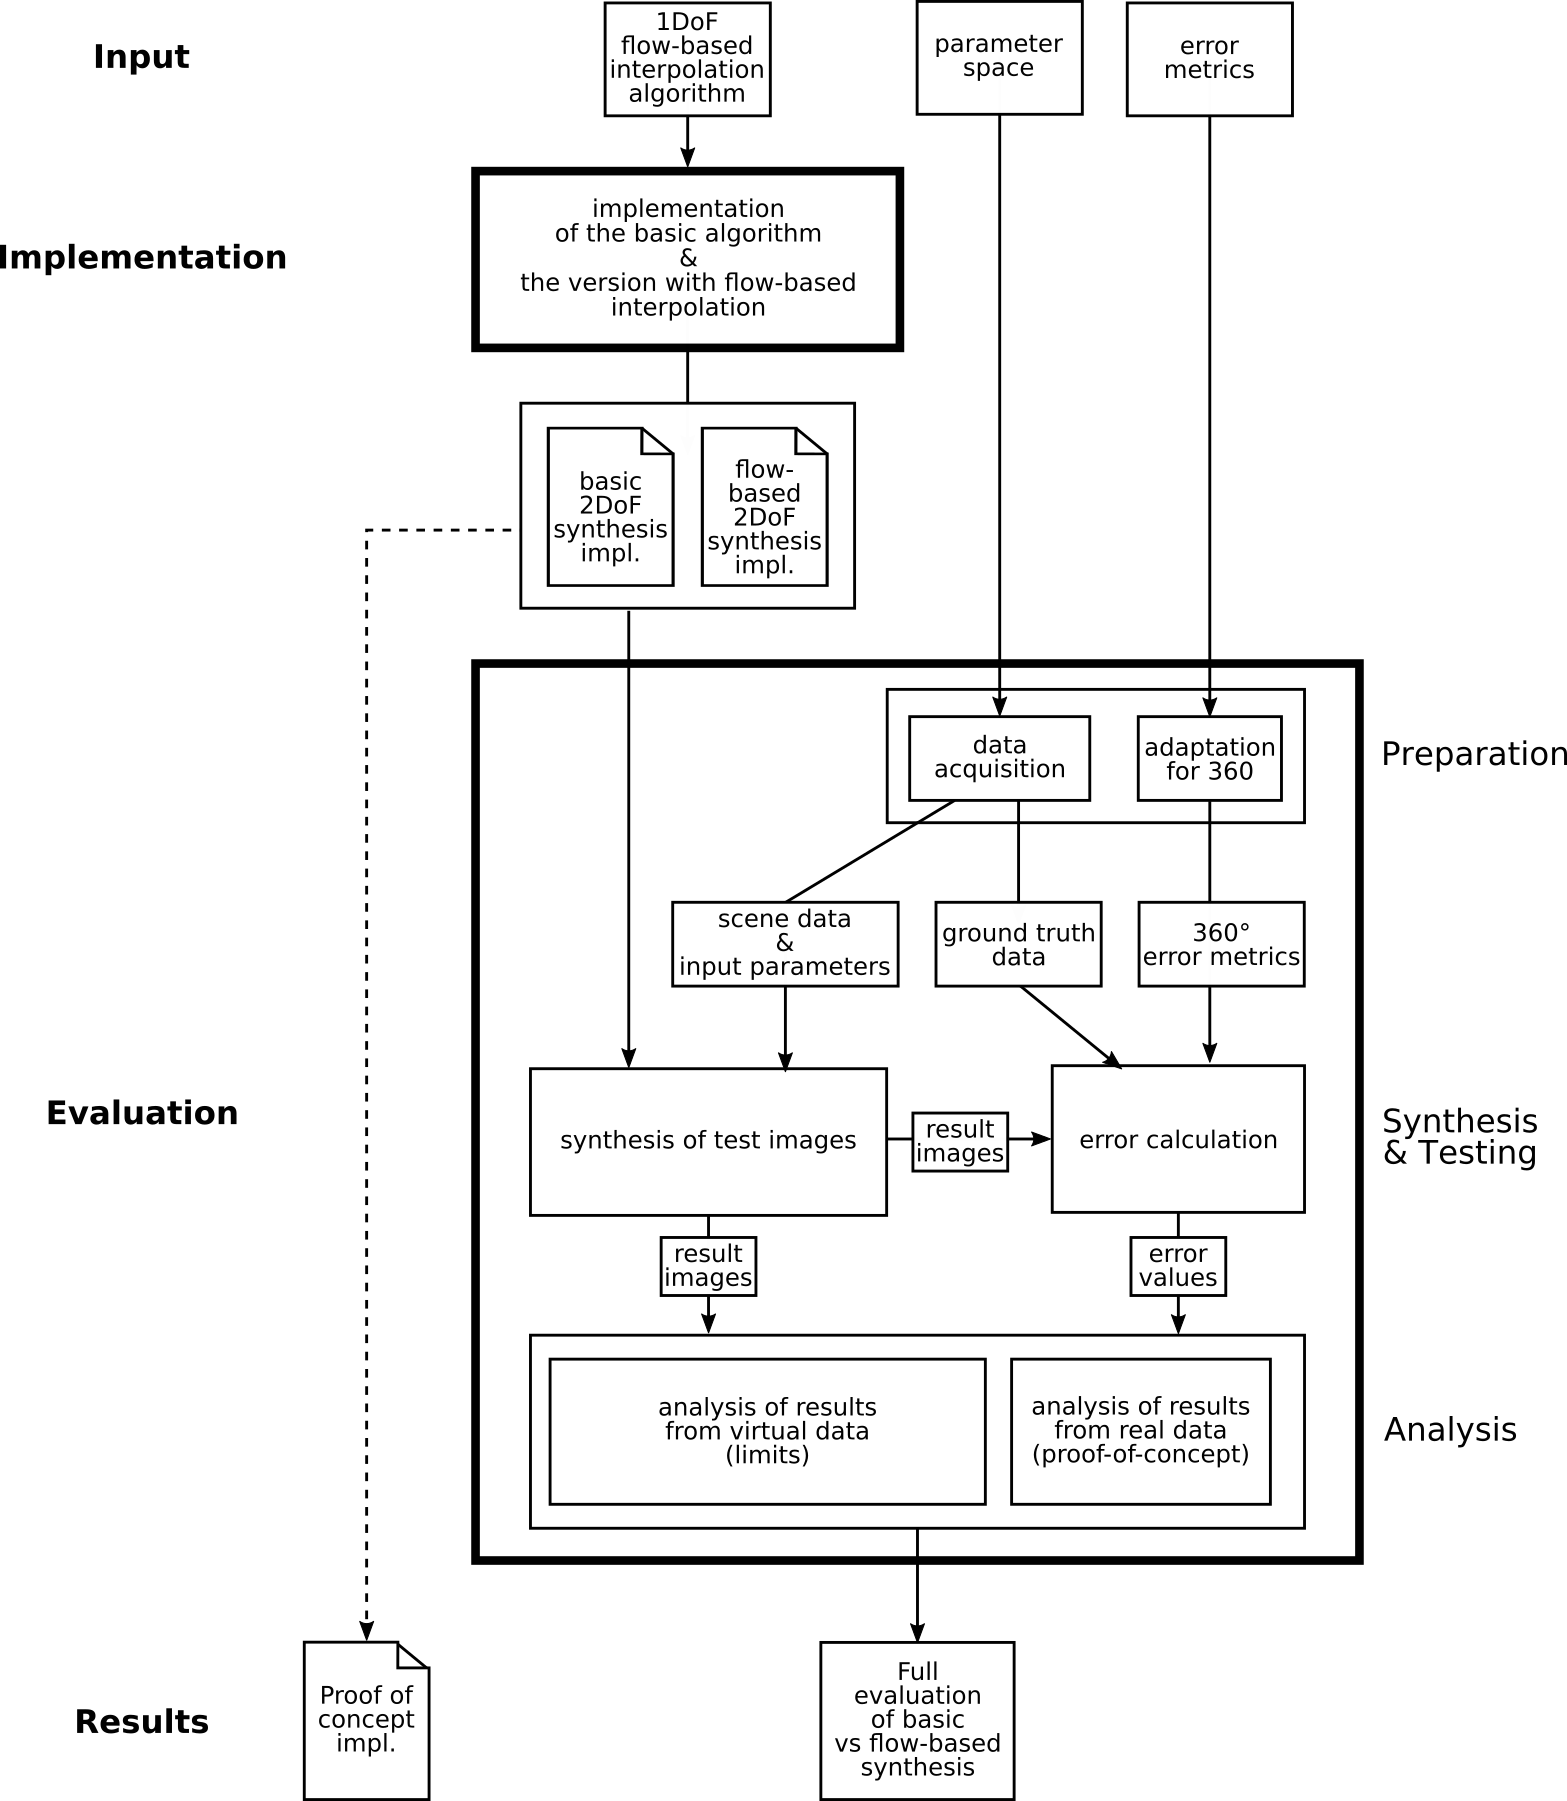 Input
1DoF
flow-based
interpolation
algorithm
parameter
space
error
metrics
Implementation
implementation
of the basic algorithm
&
the version with flow-based
interpolation
basic
2DoF
synthesis
impl.
flow-
based
2DoF
synthesis
impl.
data
acquisition
adaptation
for 360
Preparation
scene data
&
input parameters
ground truth
data
360°
error metrics
Evaluation
synthesis of test images
result
images
error calculation
Synthesis
& Testing
result
images
error
values
analysis of results
from virtual data
(limits)
analysis of results
from real data
(proof-of-concept)
Analysis
Results
Proof of
concept
impl.
Full
evaluation
of basic
vs flow-based
synthesis